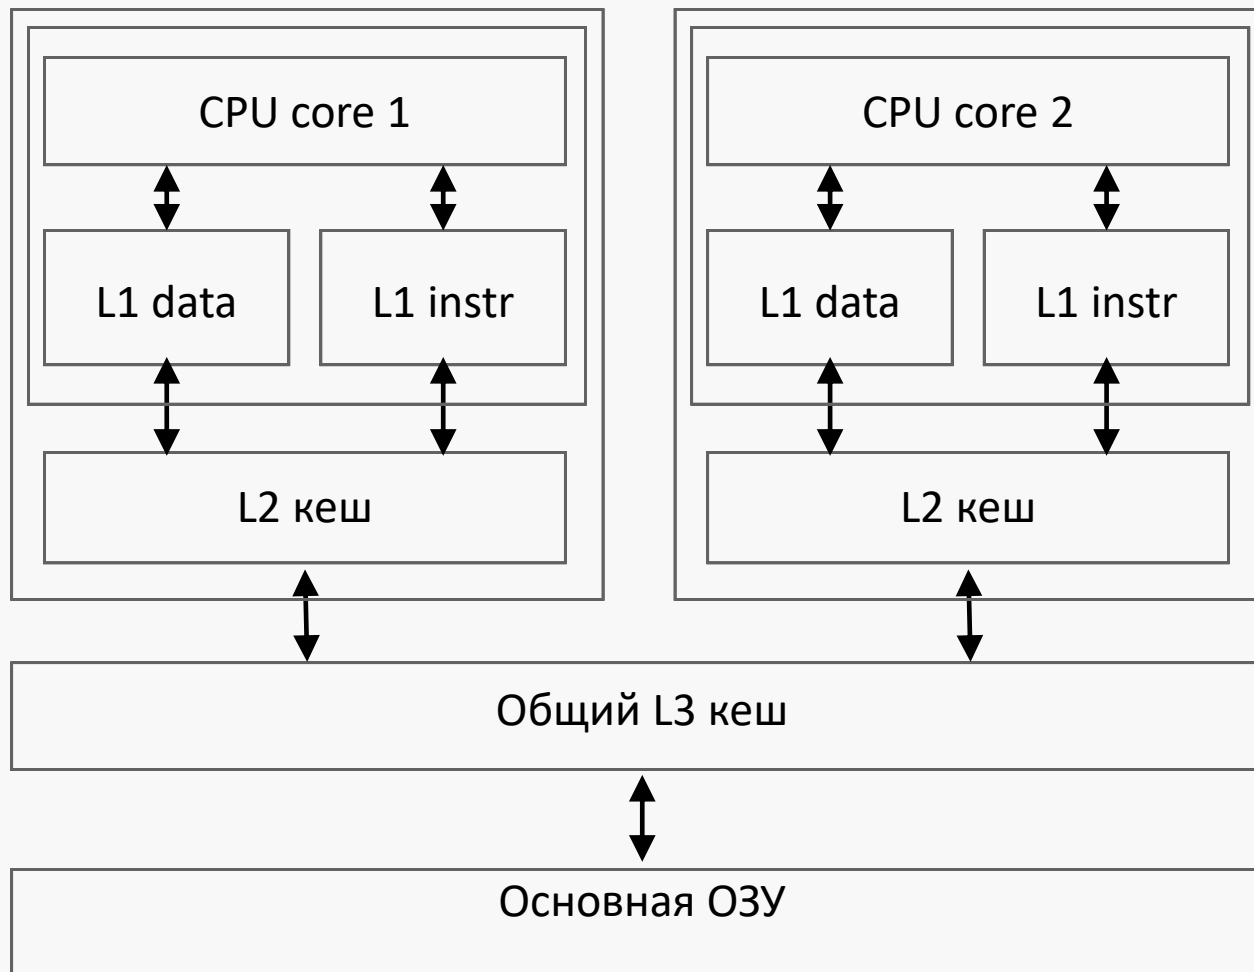 CPU core 1
CPU core 2
L1 data
L1 instr
L1 data
L1 instr
L2 кеш
L2 кеш
Общий L3 кеш
Основная ОЗУ